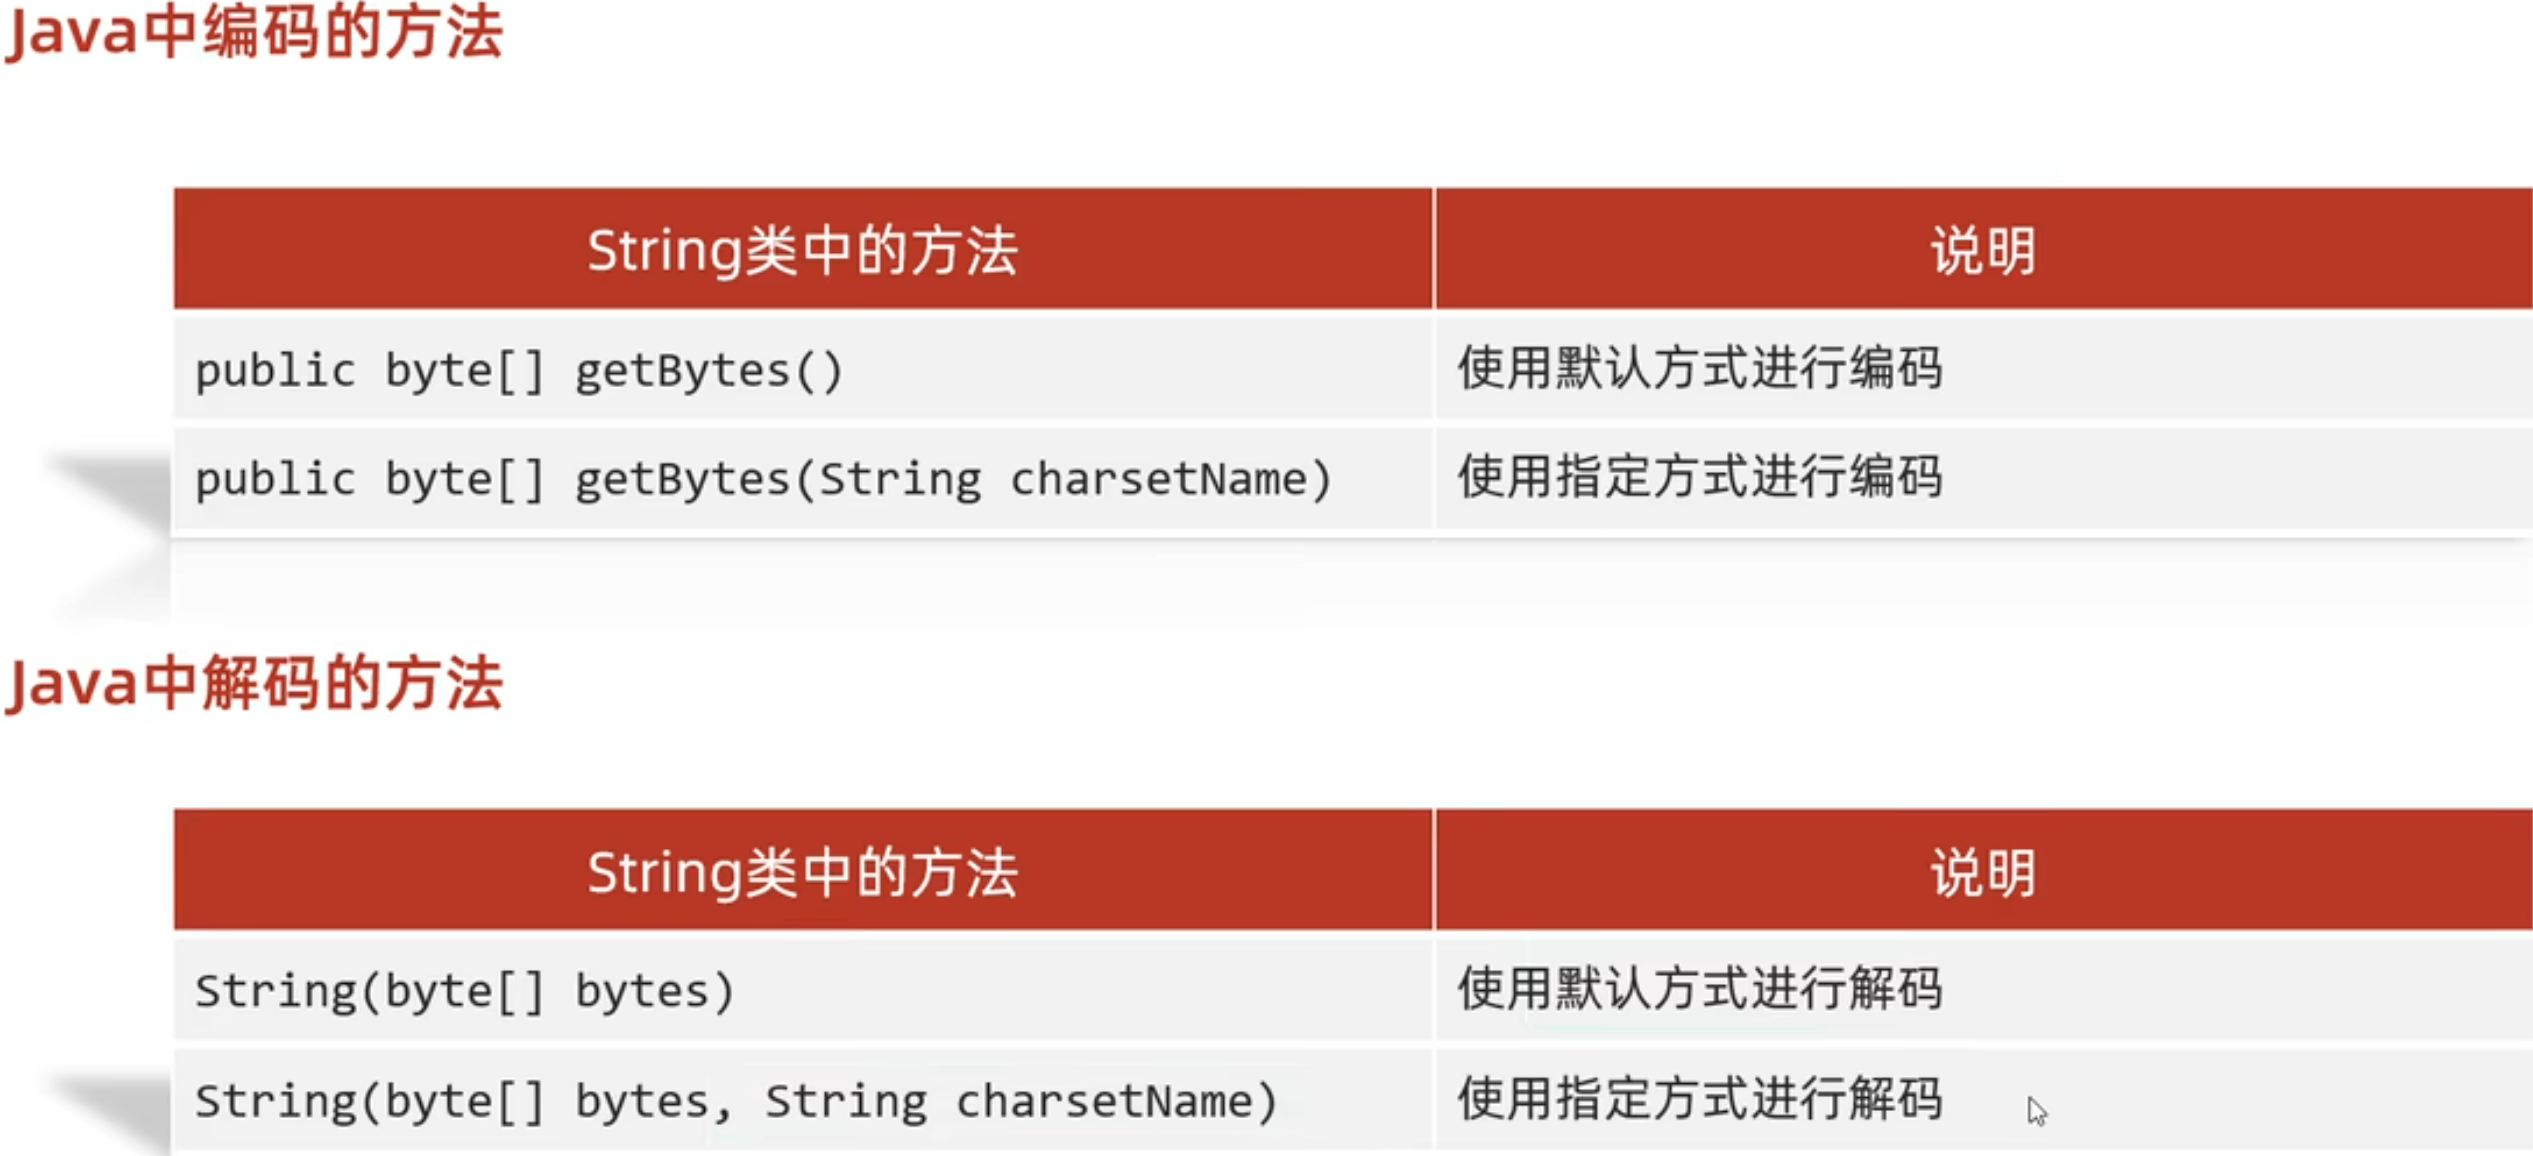 Java中编码的方法
String类中的方法 说明
public byte[] getBytes() 使用默认方式进行编码
public byte[] getBytes(String charsetName) 使用指定方式进行编码
Java中解码的方法
String类中的方法 说明
String(byte[] bytes) 使用默认方式进行解码
String(byte[] bytes, String charsetName) 使用指定方式进行解码